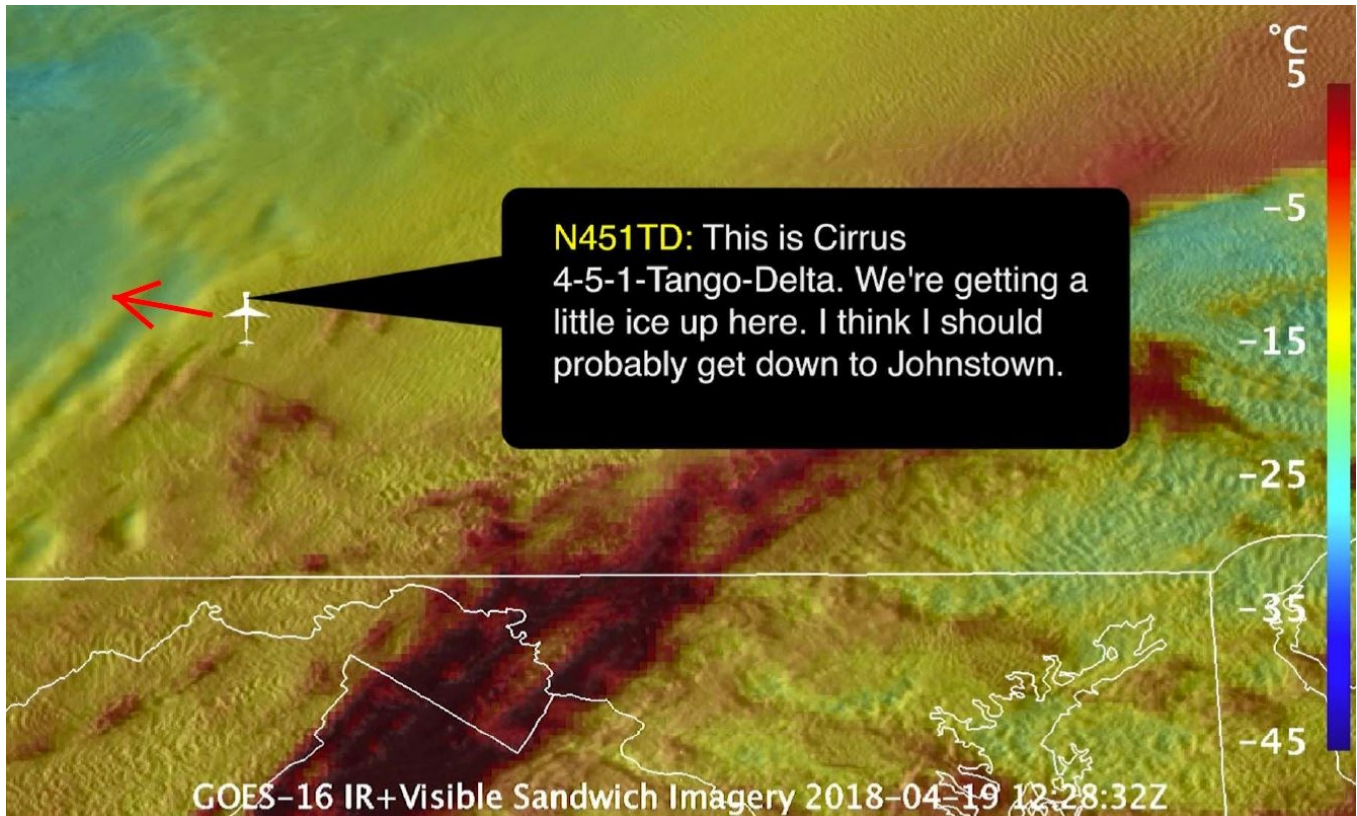 °C
5
-5
N451TD: This is Cirrus
4-5-1-Tango-Delta. We're getting a
little ice up here. I think I should
probably get down to Johnstown.
-15
-25
-35
-45
GOES-16 IR+Visible Sandwich Imagery 2018-04-19 12:28:32Z